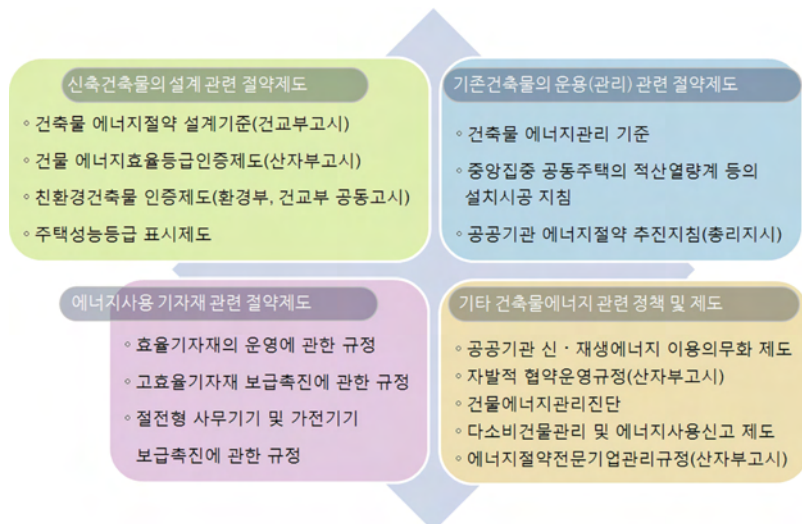 신축건축물의 설계 관련 절약제도
◦ 건축물 에너지절약 설계기준(건교부고시)
◦ 건물 에너지효율등급인증제도(산자부고시)
◦ 친환경건축물 인증제도(환경부, 건교부 공동고시)
◦ 주택성능등급 표시제도
기존건축물의 운용(관리) 관련 절약제도
◦ 건축물 에너지관리 기준
◦ 중앙집중 공동주택의 적산열량계 등의
설치시공 지침
◦ 공공기관 에너지절약 추진지침(총리지시)
에너지사용 기자재 관련 절약제도
◦ 효율기자재의 운영에 관한 규정
◦ 고효율기자재 보급촉진에 관한 규정
◦ 절전형 사무기기 및 가전기기
보급촉진에 관한 규정
기타 건축물에너지 관련 정책 및 제도
◦ 공공기관 신 · 재생에너지 이용의무화 제도
◦ 자발적 협약운영규정(산자부고시)
◦ 건물에너지관리진단
◦ 다소비건물관리 및 에너지사용신고 제도
◦ 에너지절약전문기업관리규정(산자부고시)